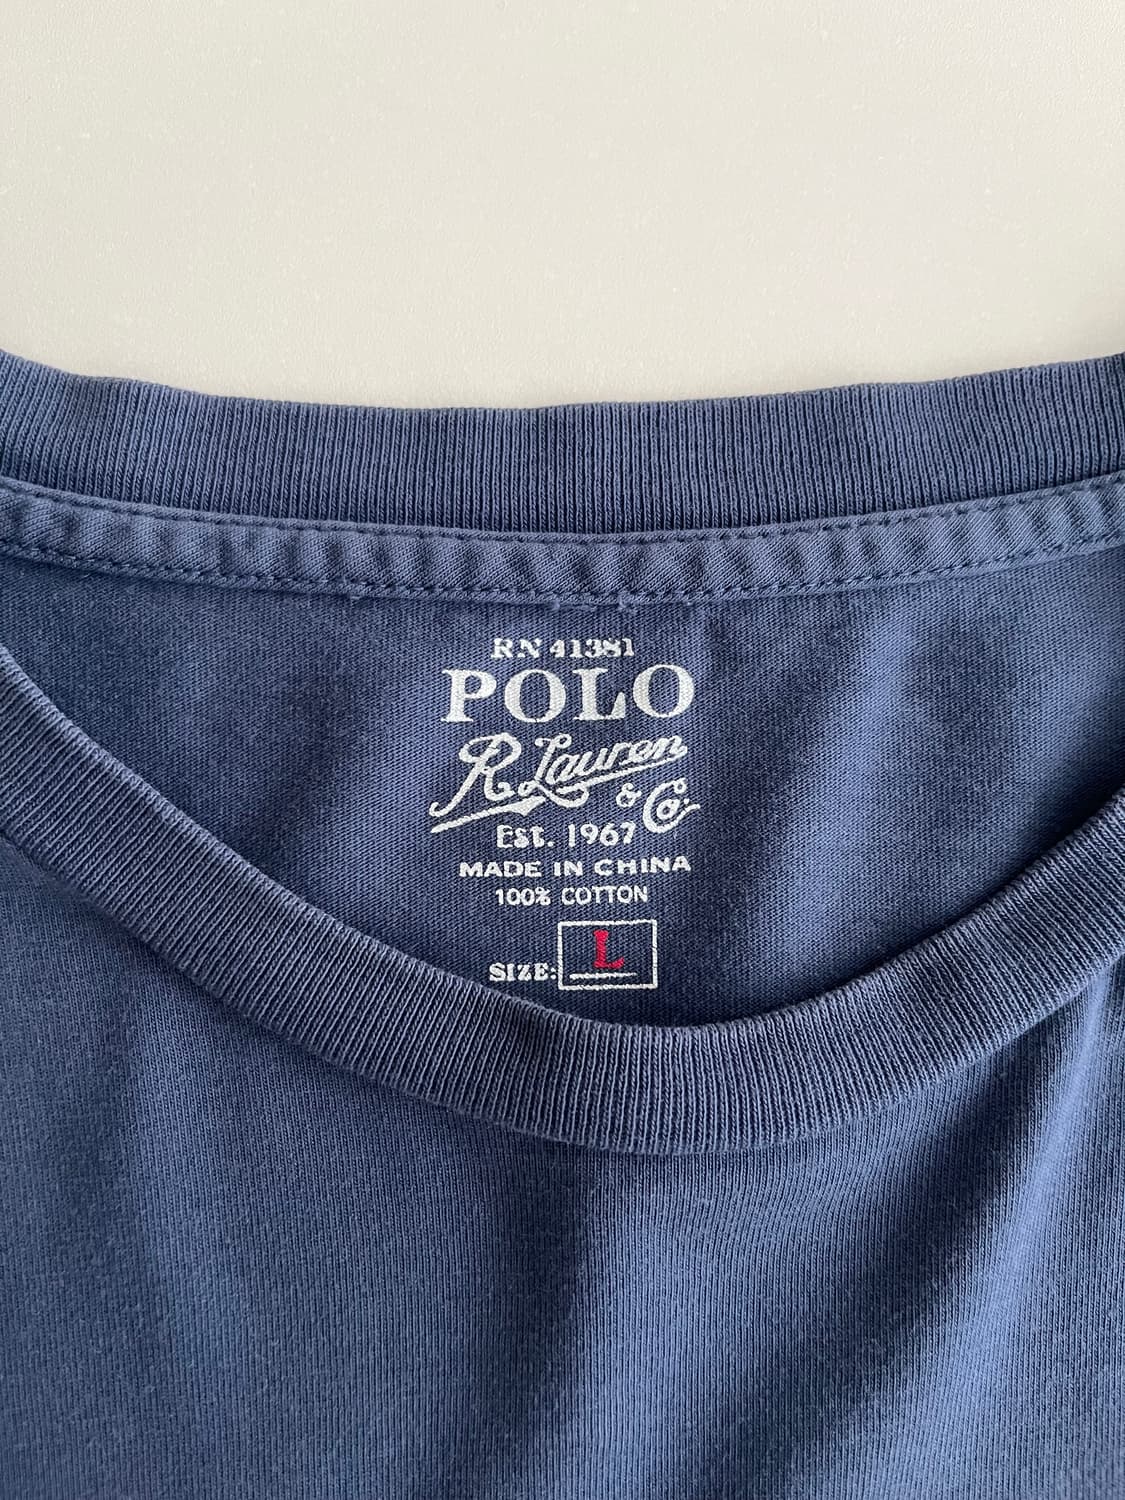 RN 41381
POLO
R Lauren
& Co.
Est. 1967
MADE IN CHINA
100% COTTON
SIZE: L